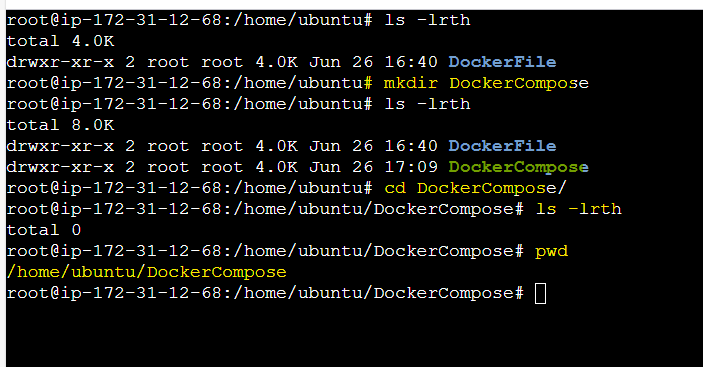 root@ip-172-31-12-68:/home/ubuntu# ls -lrth
total 4.0K
drwxr-xr-x 2 root root 4.0K Jun 26 16:40 DockerFile
root@ip-172-31-12-68:/home/ubuntu# mkdir DockerCompose
root@ip-172-31-12-68:/home/ubuntu# ls -lrth
total 8.0K
drwxr-xr-x 2 root root 4.0K Jun 26 16:40 DockerFile
drwxr-xr-x 2 root root 4.0K Jun 26 17:09 DockerCompose
root@ip-172-31-12-68:/home/ubuntu# cd DockerCompose/
root@ip-172-31-12-68:/home/ubuntu/DockerCompose# ls -lrth
total 0
root@ip-172-31-12-68:/home/ubuntu/DockerCompose# pwd
/home/ubuntu/DockerCompose
root@ip-172-31-12-68:/home/ubuntu/DockerCompose#